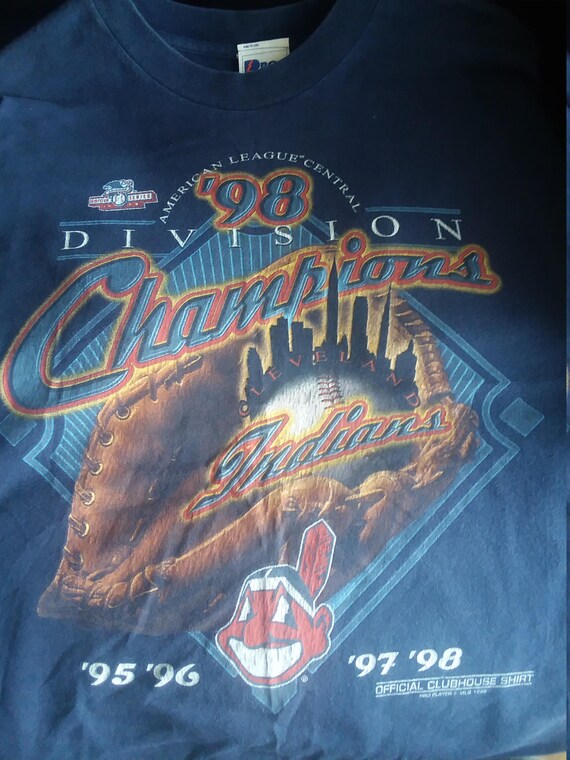 AMERICAN LEAGUE CENTRAL
'98
DIVISION
Champions
CLEVELAND
Indians
'95 '96
'97 '98
OFFICIAL CLUBHOUSE SHIRT